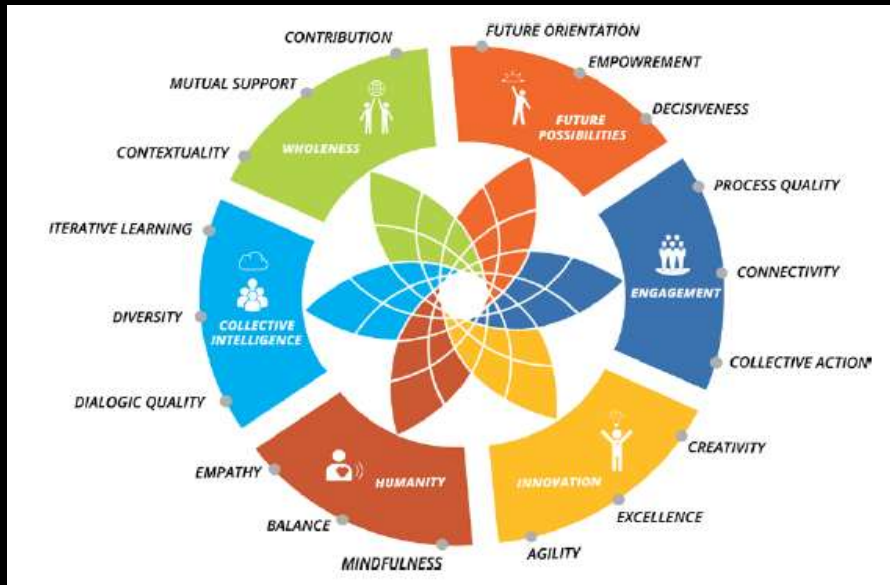 FUTURE ORIENTATION
EMPOWREMENT
DECISIVENESS
FUTURE
POSSIBILITIES
PROCESS QUALITY
CONNECTIVITY
COLLECTIVE ACTION
ENGAGEMENT
CREATIVITY
EXCELLENCE
AGILITY
INNOVATION
MINDFULNESS
BALANCE
EMPATHY
HUMANITY
DIALOGIC QUALITY
DIVERSITY
ITERATIVE LEARNING
COLLECTIVE
INTELLIGENCE
CONTEXTUALITY
MUTUAL SUPPORT
CONTRIBUTION
WHOLENESS